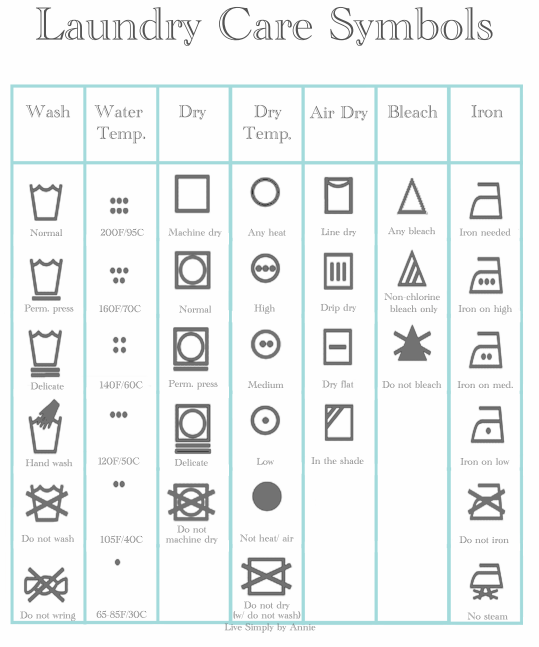 Laundry Care Symbols
Wash
Water
Temp.
Dry
Dry
Temp.
Air Dry
Bleach
Iron
Normal
200F/95C
Machine dry
Any heat
Line dry
Any bleach
Iron needed
Perm. press
160F/70C
Normal
High
Drip dry
Non-chlorine
bleach only
Iron on high
Delicate
140F/60C
Perm. press
Medium
Dry flat
Do not bleach
Iron on med.
Hand wash
120F/50C
Delicate
Low
In the shade
Iron on low
Do not wash
105F/40C
Do not
machine dry
Not heat/ air
Do not iron
Do not wring
65-85F/30C
Do not dry
(w/ do not wash)
No steam
Live Simply by Annie